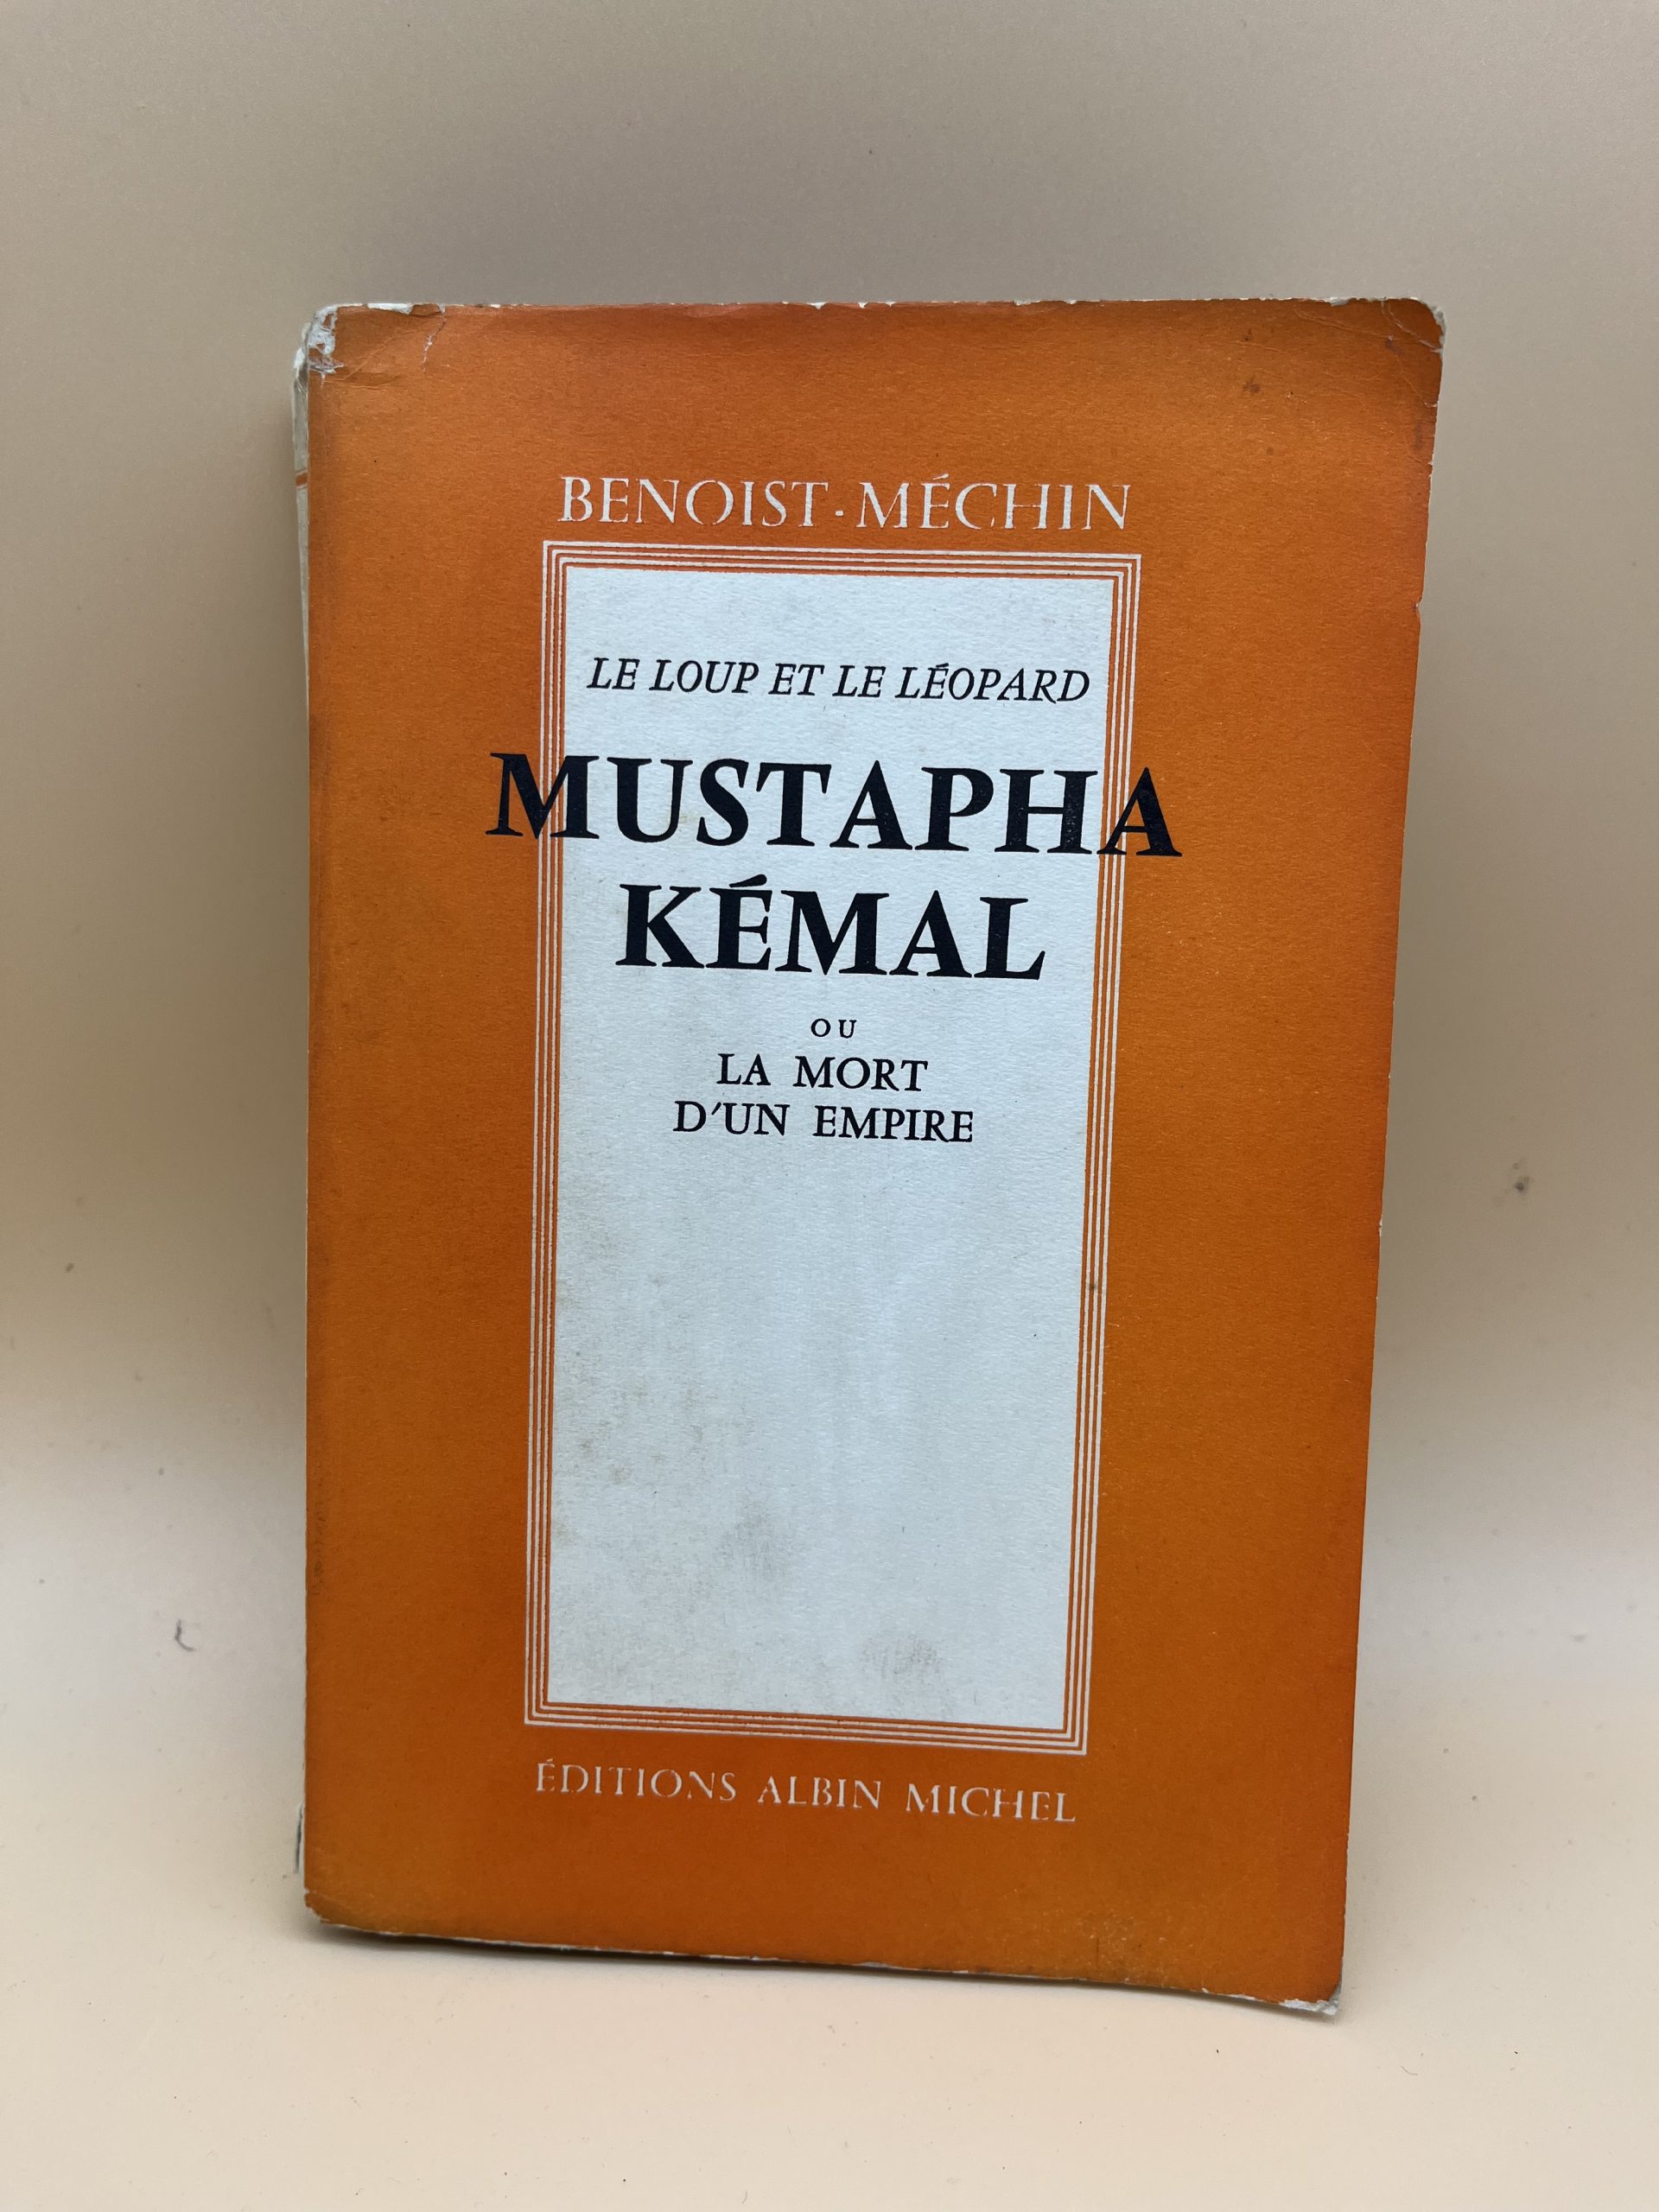 BENOIST-MÉCHIN
LE LOUP ET LE LÉOPARD
MUSTAPHA
KÉMAL
OU
LA MORT
D'UN EMPIRE
ÉDITIONS ALBIN MICHEL